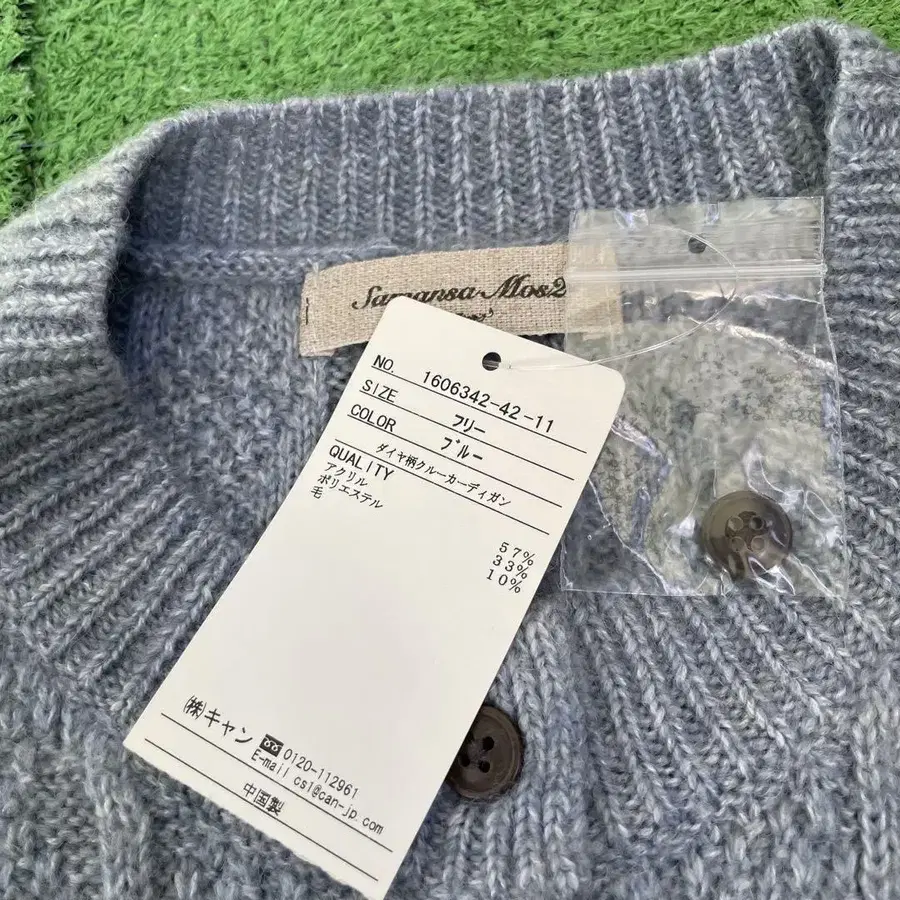 Samansa Mos2
NO. 1606342-42-11
SIZE フリー
COLOR ブルー
ダイヤ柄クルーカーディガン
QUALITY
アクリル 57%
ポリエステル 33%
毛 10%
㈱キャン
0120-112961
E-mail cs1@can-jp.com
中国製